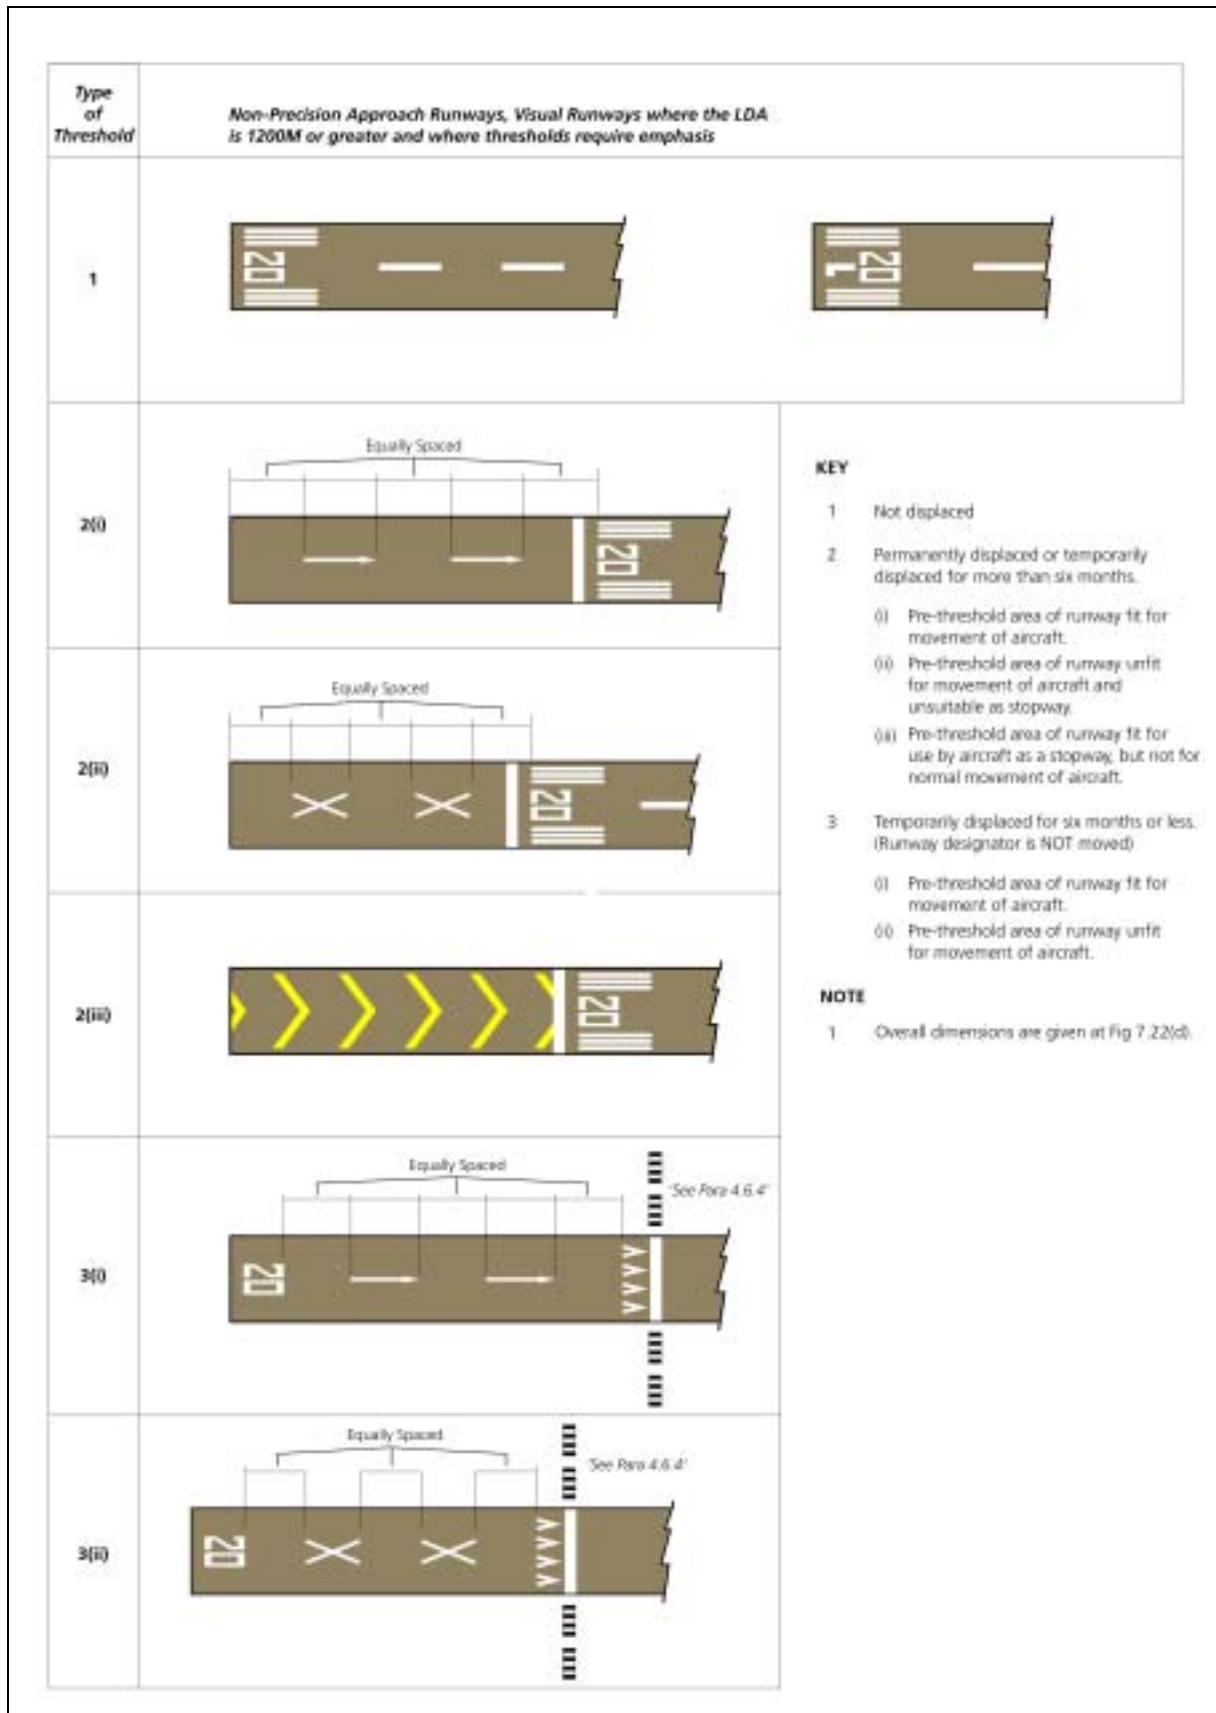 Type
of
Threshold
Non-Precision Approach Runways, Visual Runways where the LDA
is 1200M or greater and where thresholds require emphasis
1
20
20
1
2(i)
Equally Spaced
20
2(ii)
Equally Spaced
20
2(iii)
20
3(i)
Equally Spaced
'See Para 4.6.4'
20
3(ii)
Equally Spaced
'See Para 4.6.4'
20
KEY
1 Not displaced
2 Permanently displaced or temporarily
displaced for more than six months.
(i) Pre-threshold area of runway fit for
movement of aircraft.
(ii) Pre-threshold area of runway unfit
for movement of aircraft and
unsuitable as stopway.
(iii) Pre-threshold area of runway fit for
use by aircraft as a stopway, but not for
normal movement of aircraft.
3 Temporarily displaced for six months or less.
(Runway designator is NOT moved)
(i) Pre-threshold area of runway fit for
movement of aircraft.
(ii) Pre-threshold area of runway unfit
for movement of aircraft.
NOTE
1 Overall dimensions are given at Fig 7.22(d).